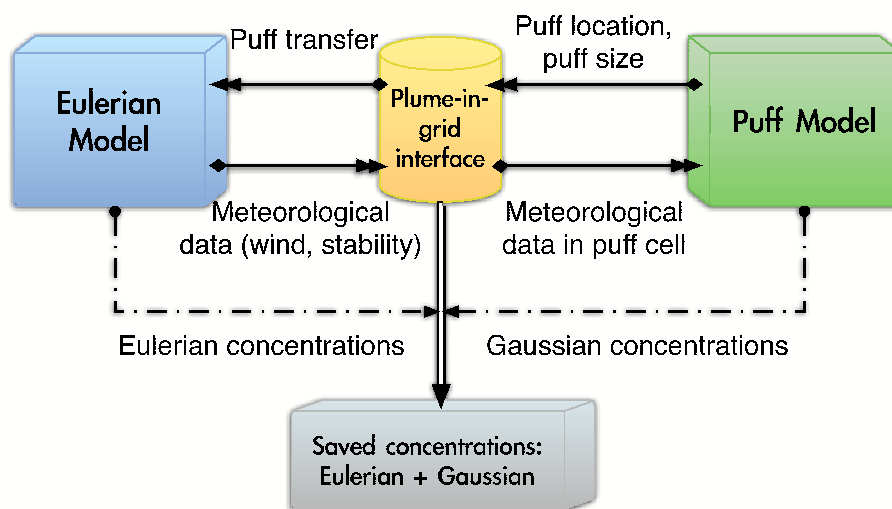 Puff transfer
Puff location,
puff size
Eulerian
Model
Plume-in-
grid
interface
Puff Model
Meteorological
data (wind, stability)
Meteorological
data in puff cell
Eulerian concentrations
Gaussian concentrations
Saved concentrations:
Eulerian + Gaussian